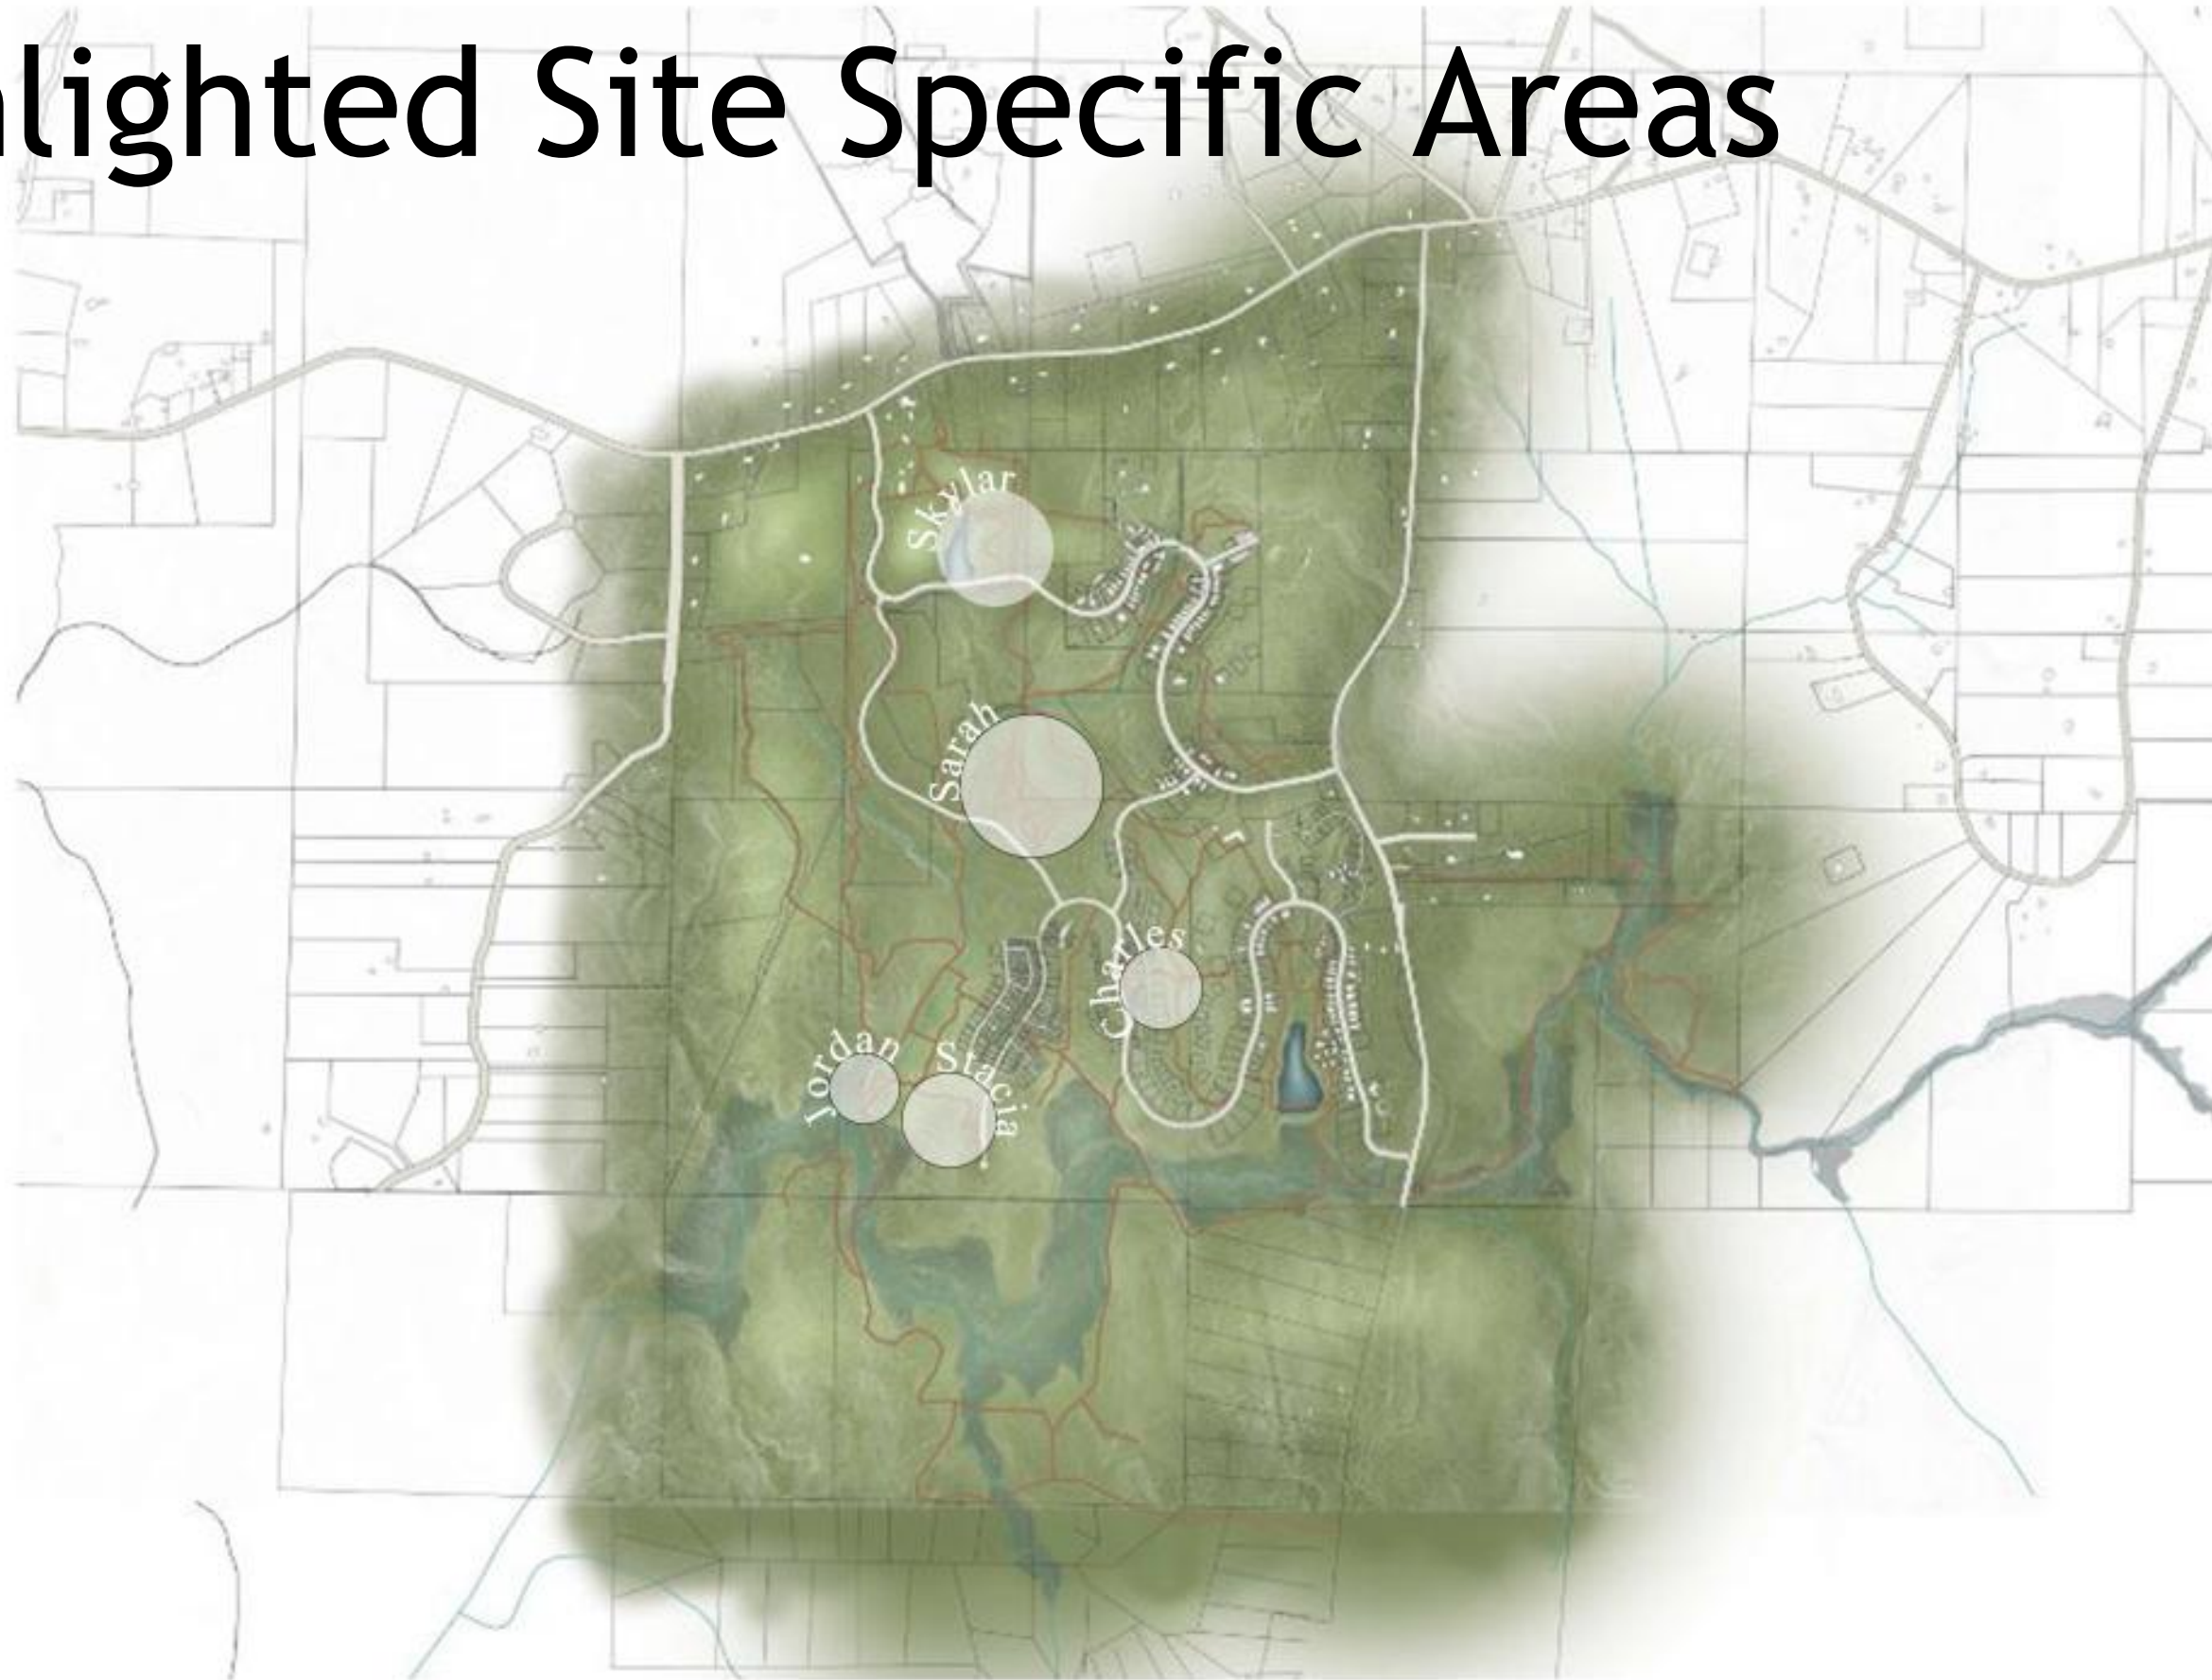 lighted Site Specific Areas
Skylar
Sarah
Charles
Jordan
Stacia